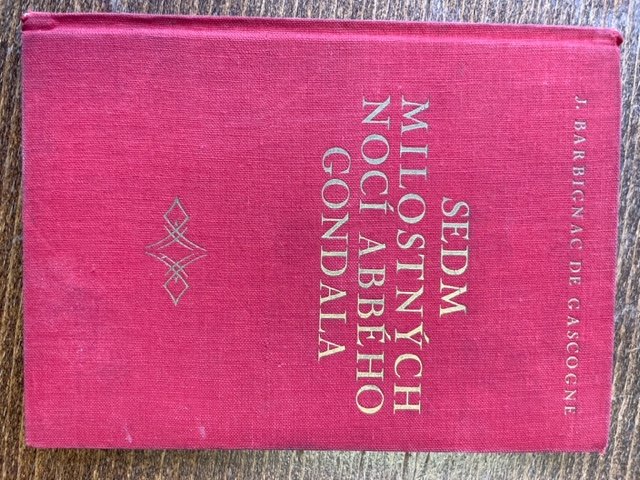 J. BARBIGNAC DE GASCOGNE
SEDM
MILOSTNÝCH
NOCÍ ABBÉHO
GONDALA